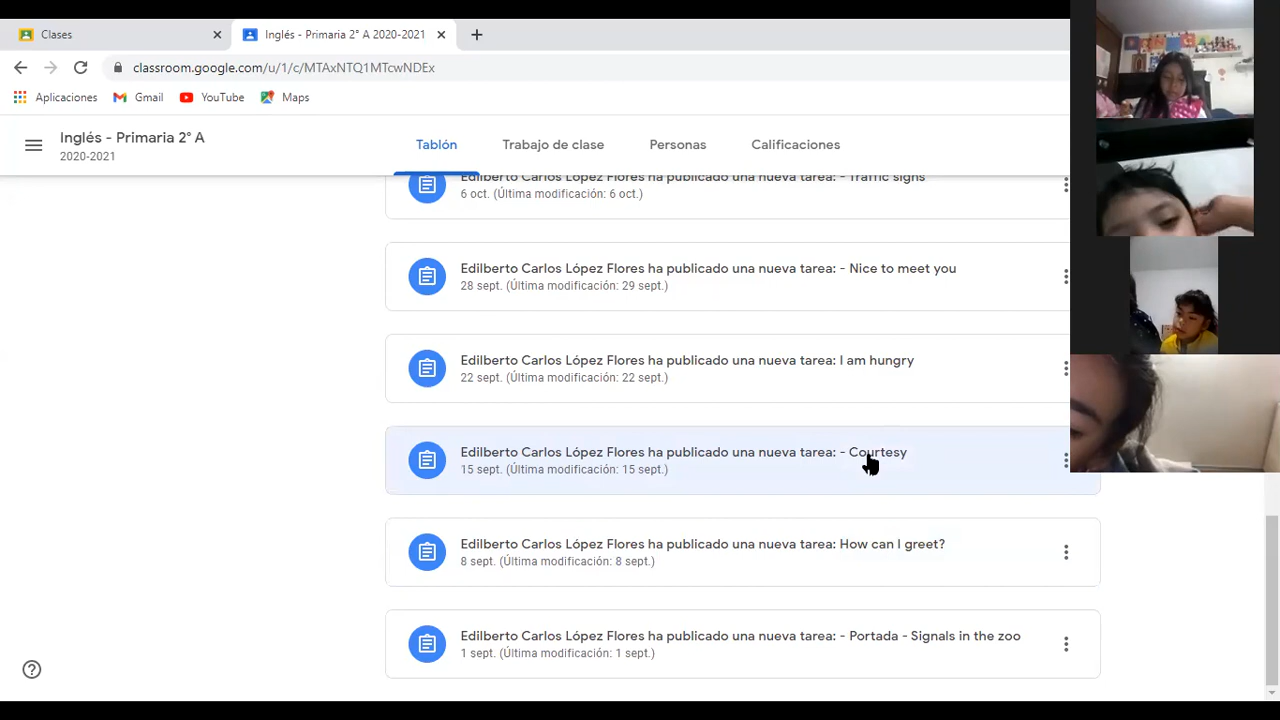 Clases
Inglés - Primaria 2° A 2020-2021
classroom.google.com/u/1/c/MTAxNTQ1MTcwNDEx
Aplicaciones Gmail YouTube Maps
Inglés - Primaria 2° A
2020-2021
Tablón Trabajo de clase Personas Calificaciones
Edilberto Carlos López Flores ha publicado una nueva tarea: - Traffic signs
6 oct. (Última modificación: 6 oct.)
Edilberto Carlos López Flores ha publicado una nueva tarea: - Nice to meet you
28 sept. (Última modificación: 29 sept.)
Edilberto Carlos López Flores ha publicado una nueva tarea: I am hungry
22 sept. (Última modificación: 22 sept.)
Edilberto Carlos López Flores ha publicado una nueva tarea: - Courtesy
15 sept. (Última modificación: 15 sept.)
Edilberto Carlos López Flores ha publicado una nueva tarea: How can I greet?
8 sept. (Última modificación: 8 sept.)
Edilberto Carlos López Flores ha publicado una nueva tarea: - Portada - Signals in the zoo
1 sept. (Última modificación: 1 sept.)